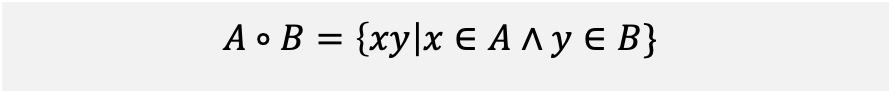 A ∘ B = {xy|x ∈ A ∧ y ∈ B}